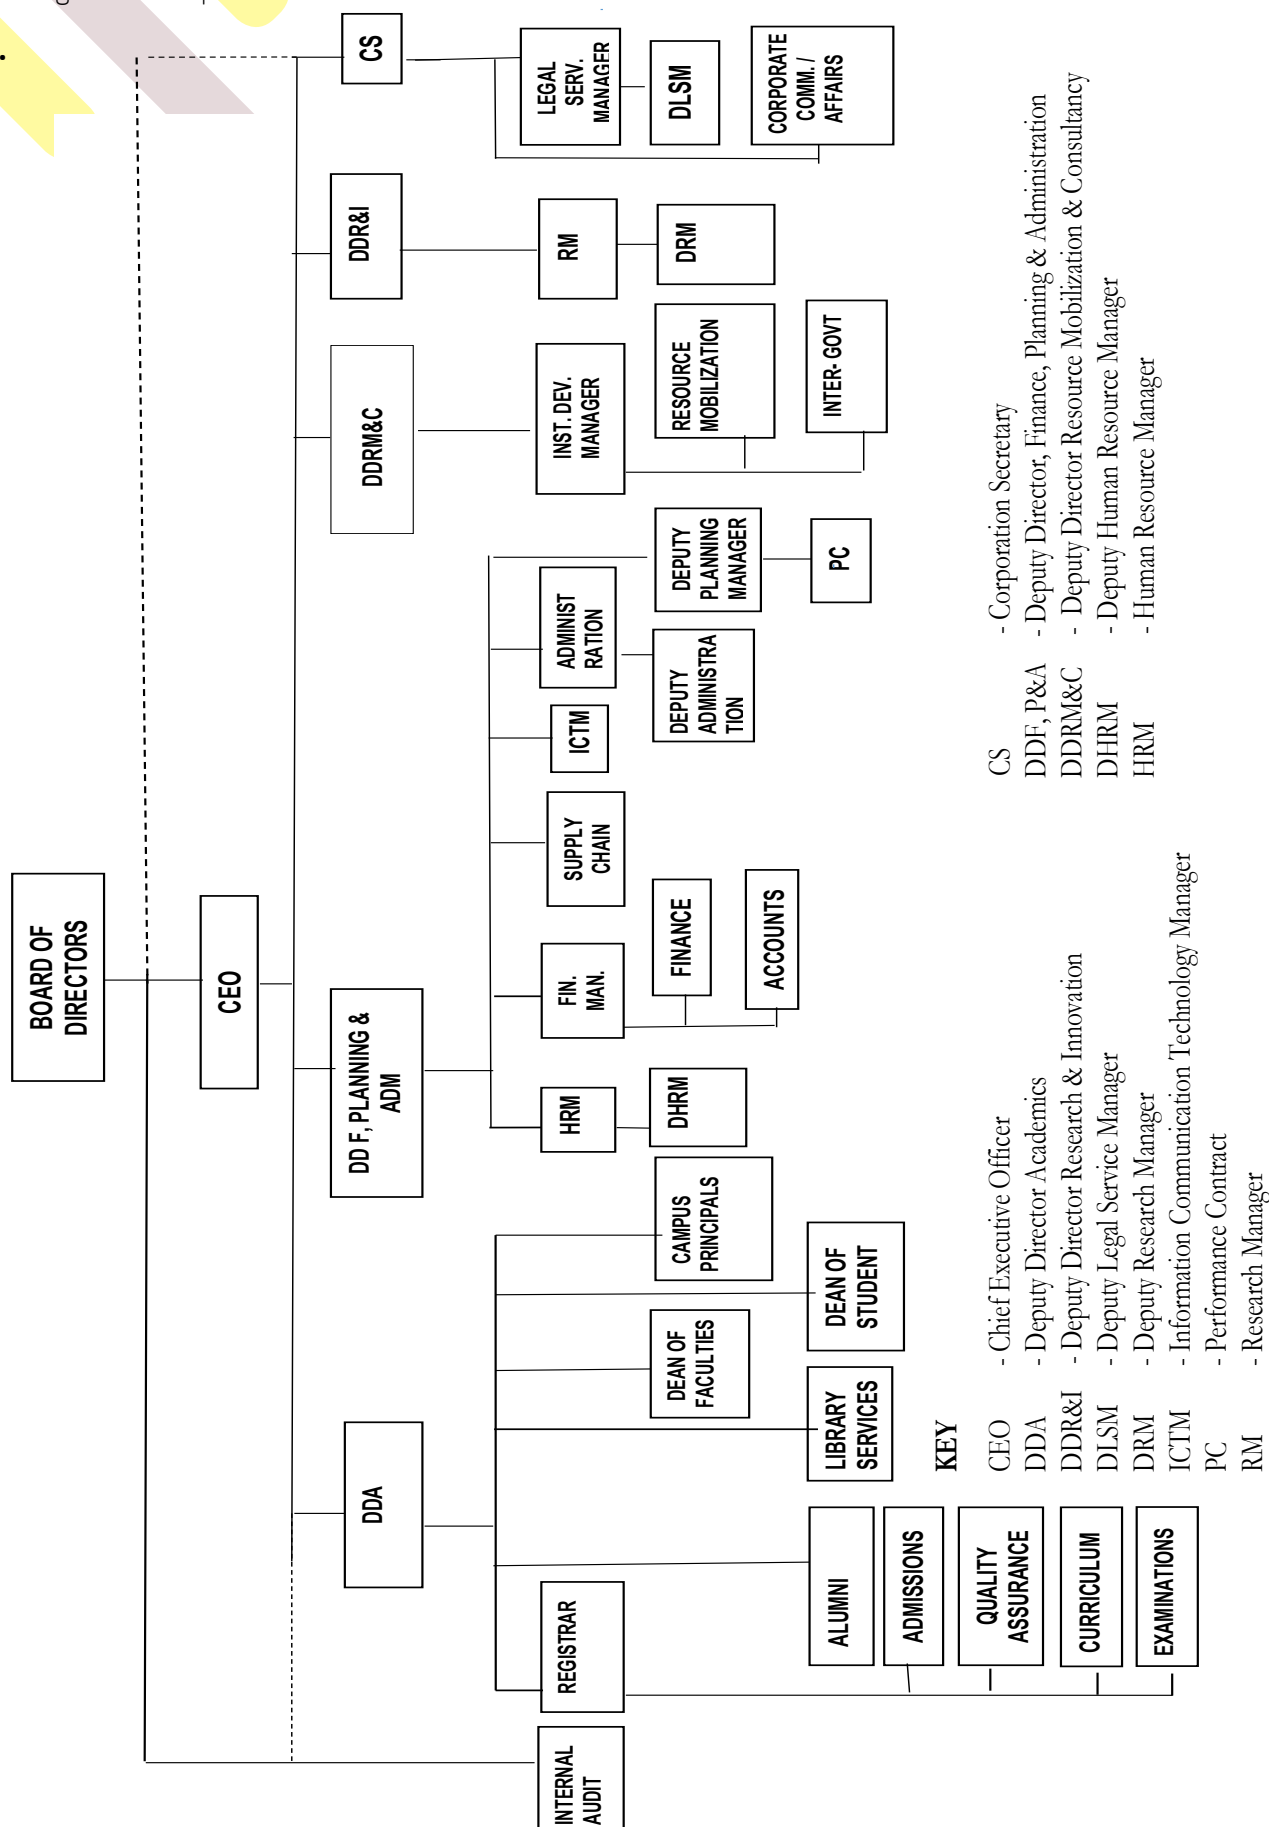 BOARD OF
DIRECTORS
CEO
DDA
DD F, PLANNING &
ADM
DDRM&C
DDR&I
CS
INTERNAL
AUDIT
REGISTRAR
HRM
FIN.
MAN.
SUPPLY
CHAIN
ICTM
ADMINIST
RATION
INST. DEV.
MANAGER
RM
LEGAL
SERV.
MANAGER
DEAN OF
FACULTIES
CAMPUS
PRINCIPALS
DHRM
FINANCE
DEPUTY
ADMINISTRA
TION
DEPUTY
PLANNING
MANAGER
RESOURCE
MOBILIZATION
DRM
DLSM
ACCOUNTS
CORPORATE
COMM. /
AFFAIRS
ALUMNI
LIBRARY
SERVICES
DEAN OF
STUDENT
PC
INTER- GOVT
ADMISSIONS
QUALITY
ASSURANCE
CURRICULUM
EXAMINATIONS
KEY
CEO - Chief Executive Officer
DDA - Deputy Director Academics
DDR&I - Deputy Director Research & Innovation
DLSM - Deputy Legal Service Manager
DRM - Deputy Research Manager
ICTM - Information Communication Technology Manager
PC - Performance Contract
RM - Research Manager
CS - Corporation Secretary
DDF, P&A - Deputy Director, Finance, Planning & Administration
DDRM&C - Deputy Director Resource Mobilization & Consultancy
DHRM - Deputy Human Resource Manager
HRM - Human Resource Manager